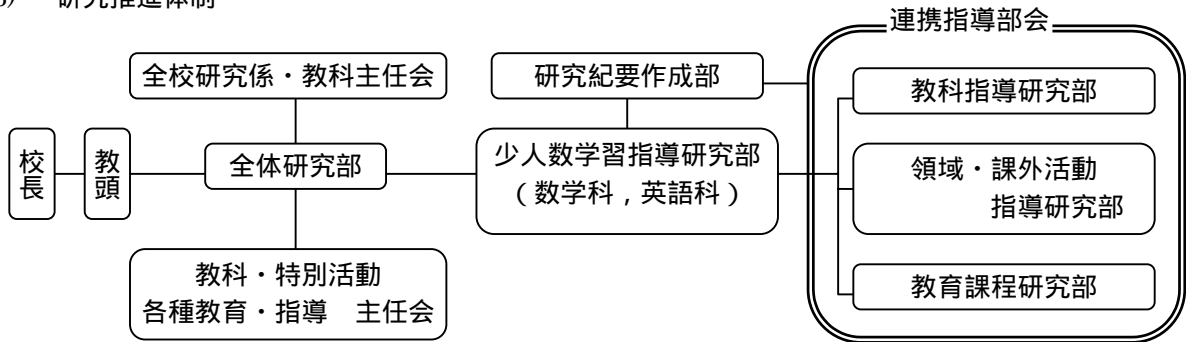 研究推進体制
連携指導部会
全校研究係・教科主任会
研究紀要作成部
教科指導研究部
校長
教頭
全体研究部
少人数学習指導研究部
（数学科，英語科）
領域・課外活動
指導研究部
教科・特別活動
各種教育・指導　主任会
教育課程研究部